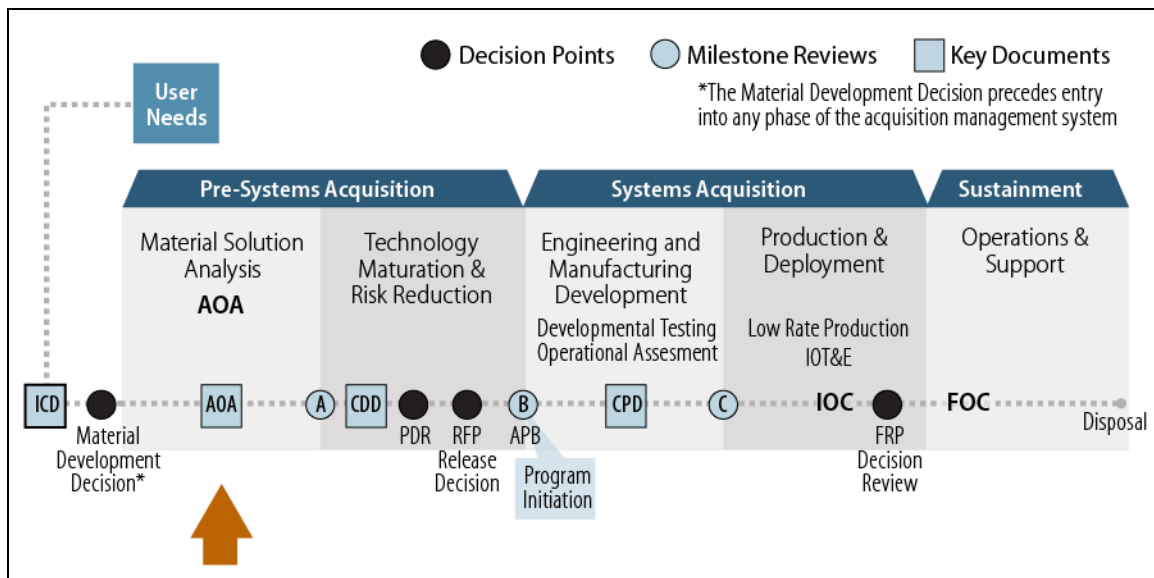 Decision Points
Milestone Reviews
Key Documents
*The Material Development Decision precedes entry
into any phase of the acquisition management system
User
Needs
Pre-Systems Acquisition
Systems Acquisition
Sustainment
Material Solution
Analysis
AOA
Technology
Maturation &
Risk Reduction
Engineering and
Manufacturing
Development
Developmental Testing
Operational Assesment
Production &
Deployment
Low Rate Production
IOT&E
Operations &
Support
ICD
AOA
A
CDD
B
CPD
C
IOC
FOC
Material
Development
Decision*
PDR
RFP
Release
Decision
APB
Program
Initiation
FRP
Decision
Review
Disposal